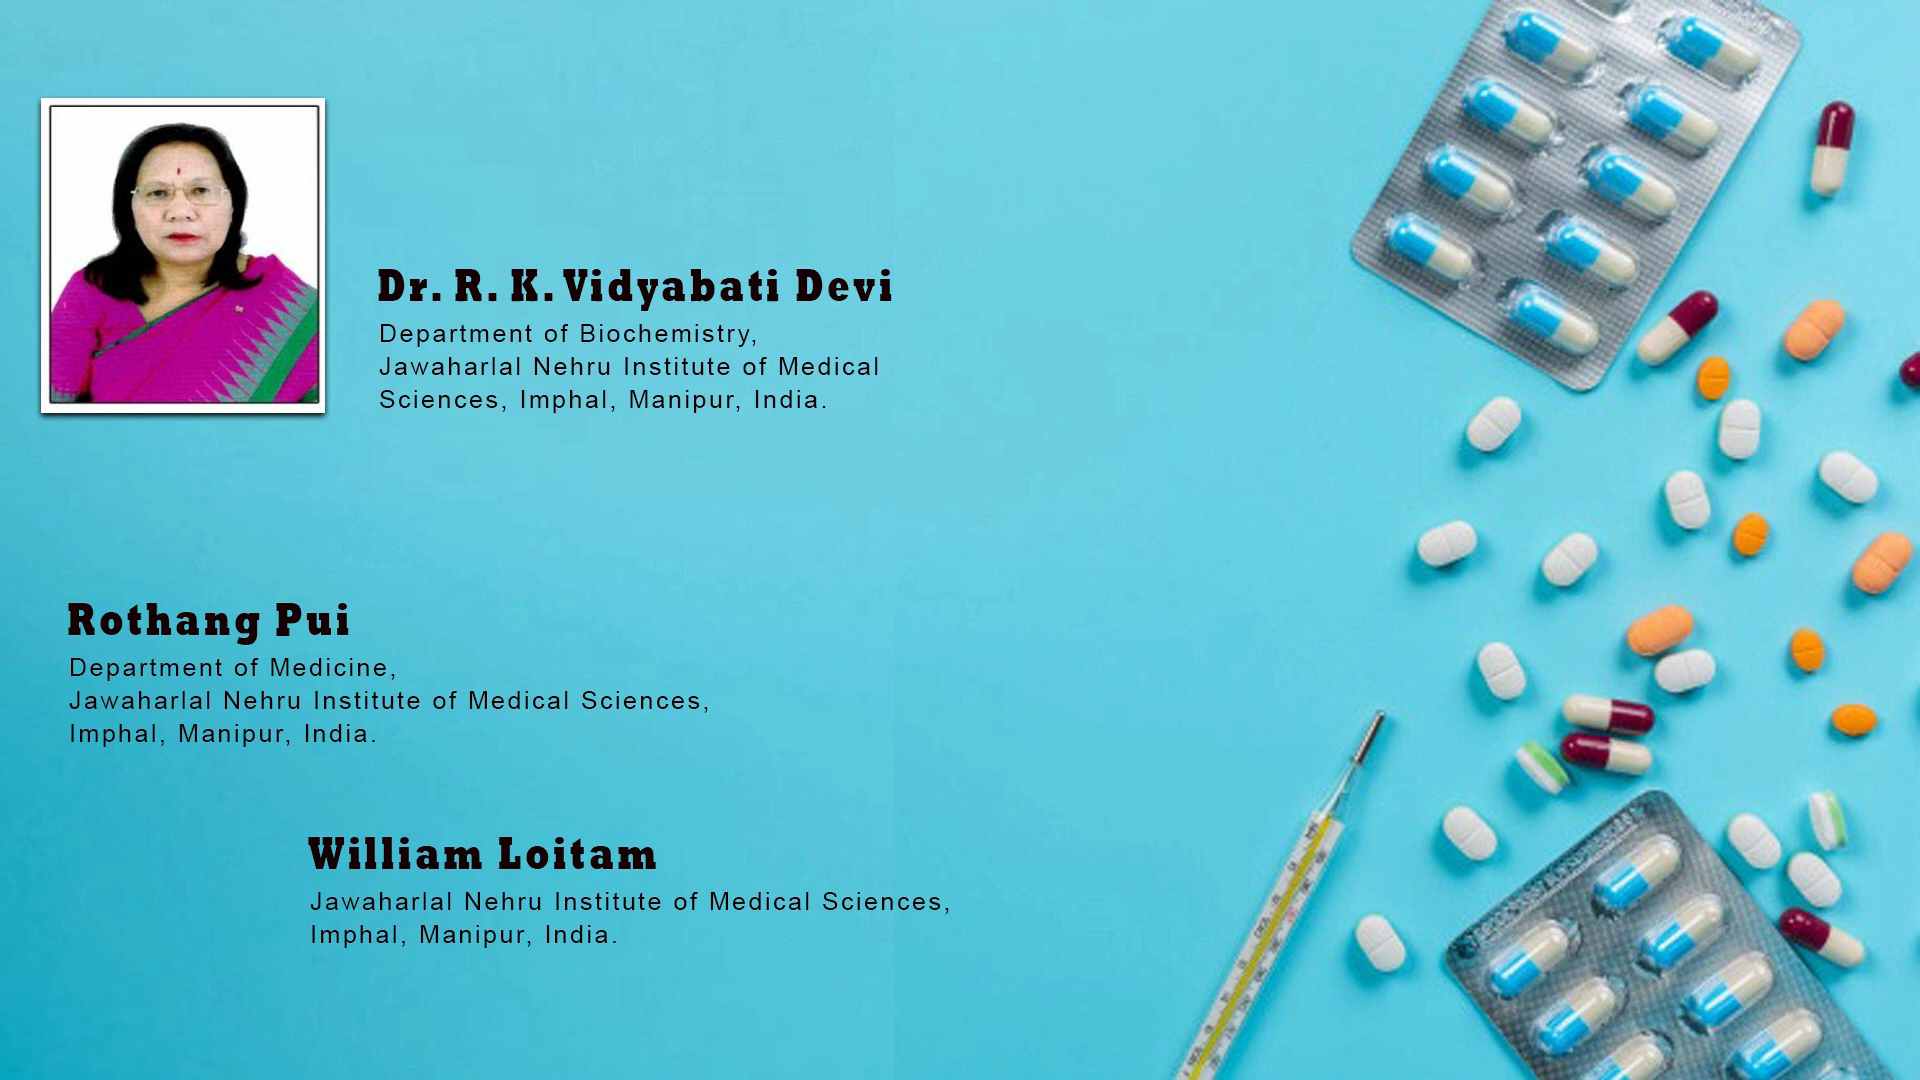 Dr. R. K. Vidyabati Devi
Department of Biochemistry,
Jawaharlal Nehru Institute of Medical
Sciences, Imphal, Manipur, India.
Rothang Pui
Department of Medicine,
Jawaharlal Nehru Institute of Medical Sciences,
Imphal, Manipur, India.
William Loitam
Jawaharlal Nehru Institute of Medical Sciences,
Imphal, Manipur, India.